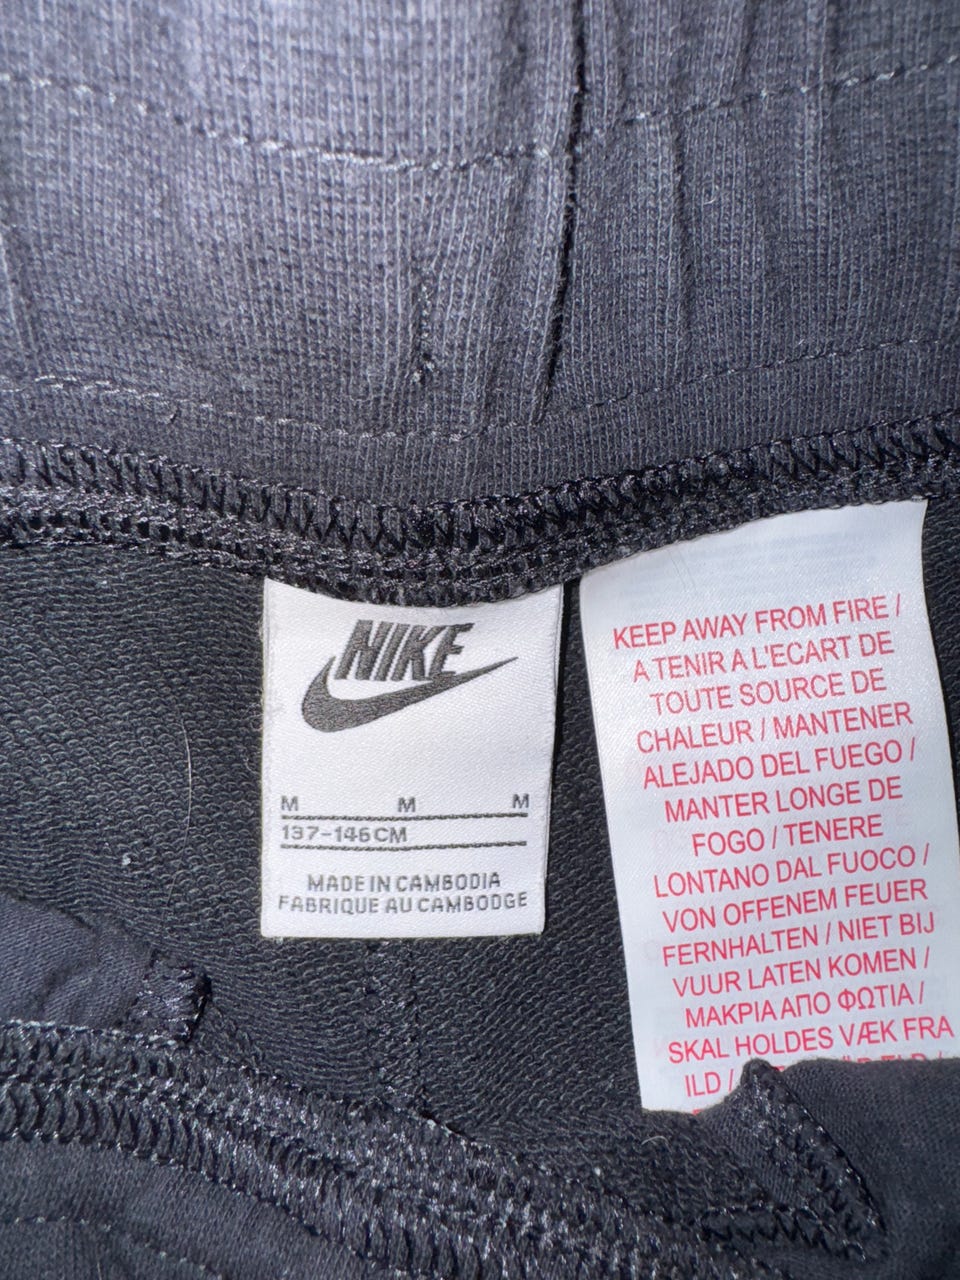 NIKE
M M M
137-146CM
MADE IN CAMBODIA
FABRIQUE AU CAMBODGE
KEEP AWAY FROM FIRE /
A TENIR A L'ECART DE
TOUTE SOURCE DE
CHALEUR / MANTENER
ALEJADO DEL FUEGO /
MANTER LONGE DE
FOGO / TENERE
LONTANO DAL FUOCO /
VON OFFENEM FEUER
FERNHALTEN / NIET BIJ
VUUR LATEN KOMEN /
ΜΑΚΡΙΑ ΑΠΟ ΦΩΤΙΑ /
SKAL HOLDES VÆK FRA
ILD /